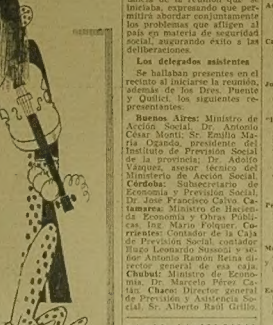 iniciaba, expresando que per-
mitirá abordar conjuntamente
los problemas que afligen al
país en materia de seguridad
social, augurando éxito a las
deliberaciones.
Los delegados asistentes
Se hallaban presentes en el
recinto al iniciarse la reunión,
además de los Dres. Puente
y Quilici, los siguientes re-
presentantes:
Buenos Aires: Ministro de
Acción Social, Dr. Antonio
César Monti; Sr. Emilio Ma-
ría Ogando, presidente del
Instituto de Previsión Social
de la provincia; Dr. Adolfo
Vázquez, asesor técnico del
Ministerio de Acción Social.
Córdoba: Subsecretario de
Economía y Previsión Social,
Dr. José Francisco Calvo. Ca-
tamarca: Ministro de Hacien-
da Economía y Obras Públi-
cas, Ing. Mario Folquer. Co-
rrientes: Contador de la Caja
de Previsión Social, contador
Hugo Leonardo Sussoni y se-
ñor Antonio Ramón Reina di-
rector general de esa caja.
Chubut: Ministro de Econo-
mía, Dr. Marcelo Pérez Ca-
tán. Chaco: Director general
de Previsión y Asistencia So-
cial, Sr. Alberto Raúl Grillo.